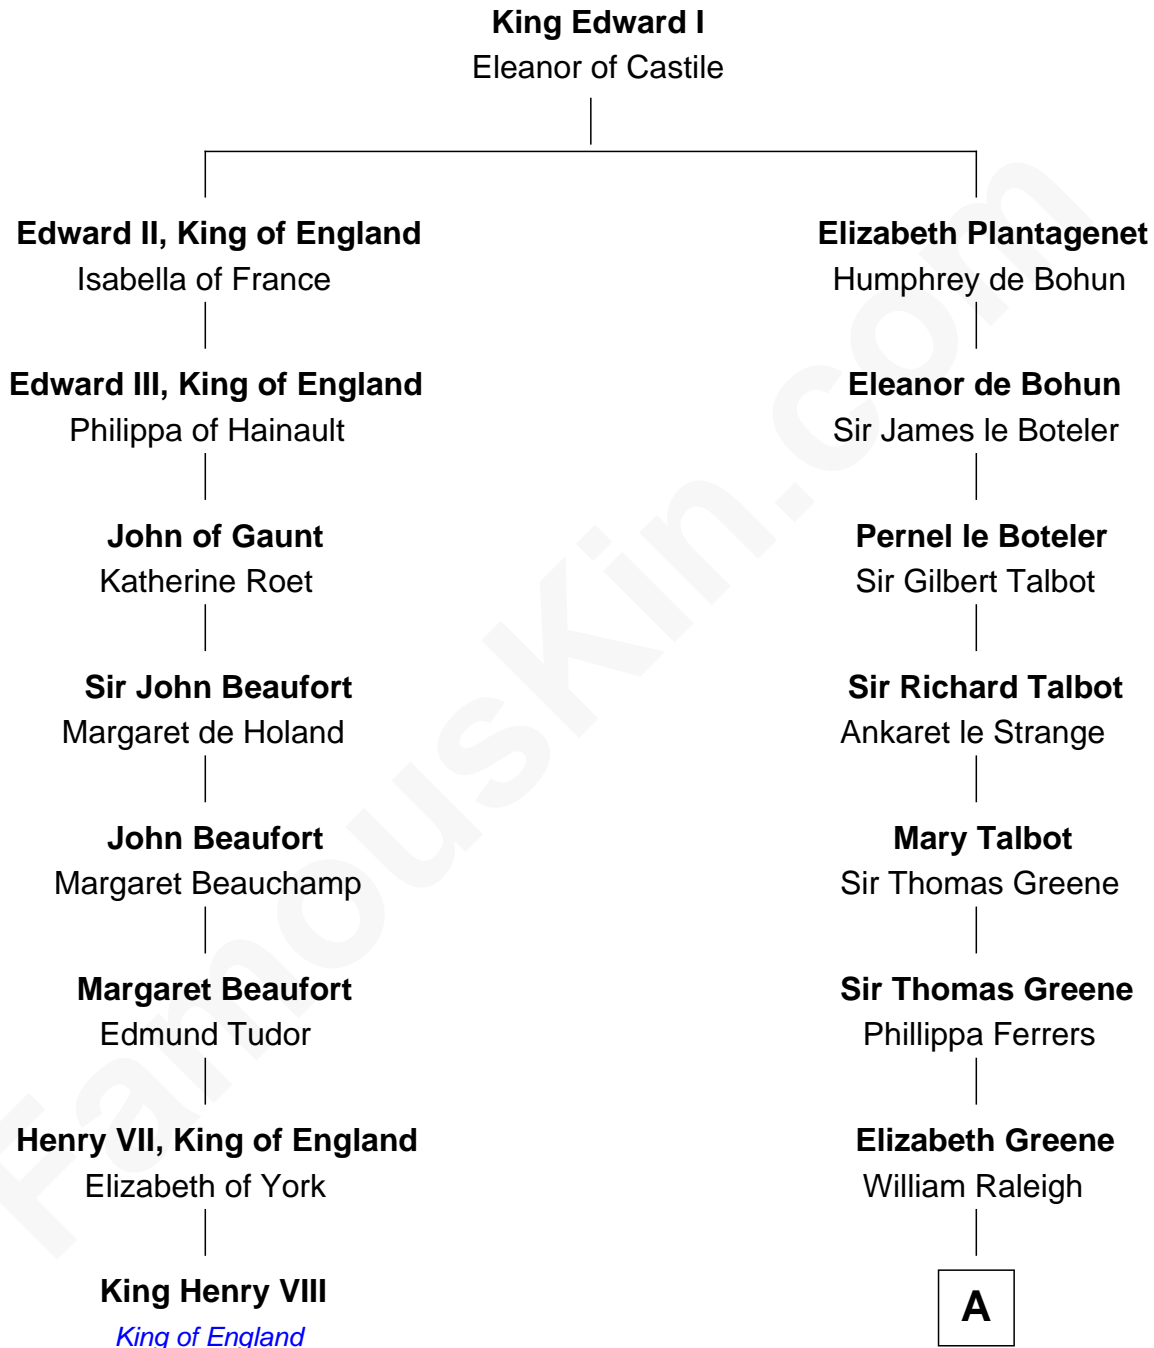 King Edward I
Eleanor of Castile
Edward II, King of England
Isabella of France
Edward III, King of England
Philippa of Hainault
John of Gaunt
Katherine Roet
Sir John Beaufort
Margaret de Holand
John Beaufort
Margaret Beauchamp
Margaret Beaufort
Edmund Tudor
Henry VII, King of England
Elizabeth of York
King Henry VIII
King of England
Elizabeth Plantagenet
Humphrey de Bohun
Eleanor de Bohun
Sir James le Boteler
Pernel le Boteler
Sir Gilbert Talbot
Sir Richard Talbot
Ankaret le Strange
Mary Talbot
Sir Thomas Greene
Sir Thomas Greene
Phillippa Ferrers
Elizabeth Greene
William Raleigh
A
FamousKin.com